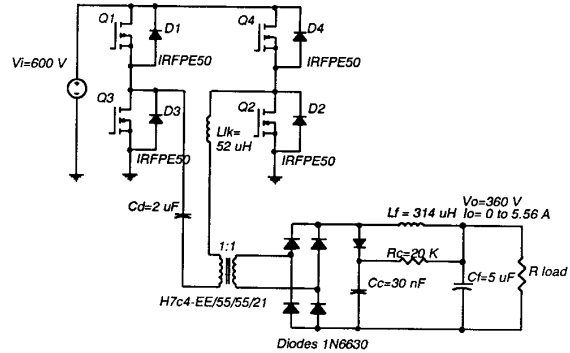 Q1
D1
Q4
D4
IRFPE50
IRFPE50
Vi=600 V
Q3
D3
Q2
D2
Llk=
52 uH
IRFPE50
IRFPE50
Cd=2 uF
1:1
Vo=360 V
Lf = 314 uH
Io= 0 to 5.56 A
Rc=20 K
R load
Cc=30 nF
Cf=5 uF
H7c4-EE/55/55/21
Diodes 1N6630